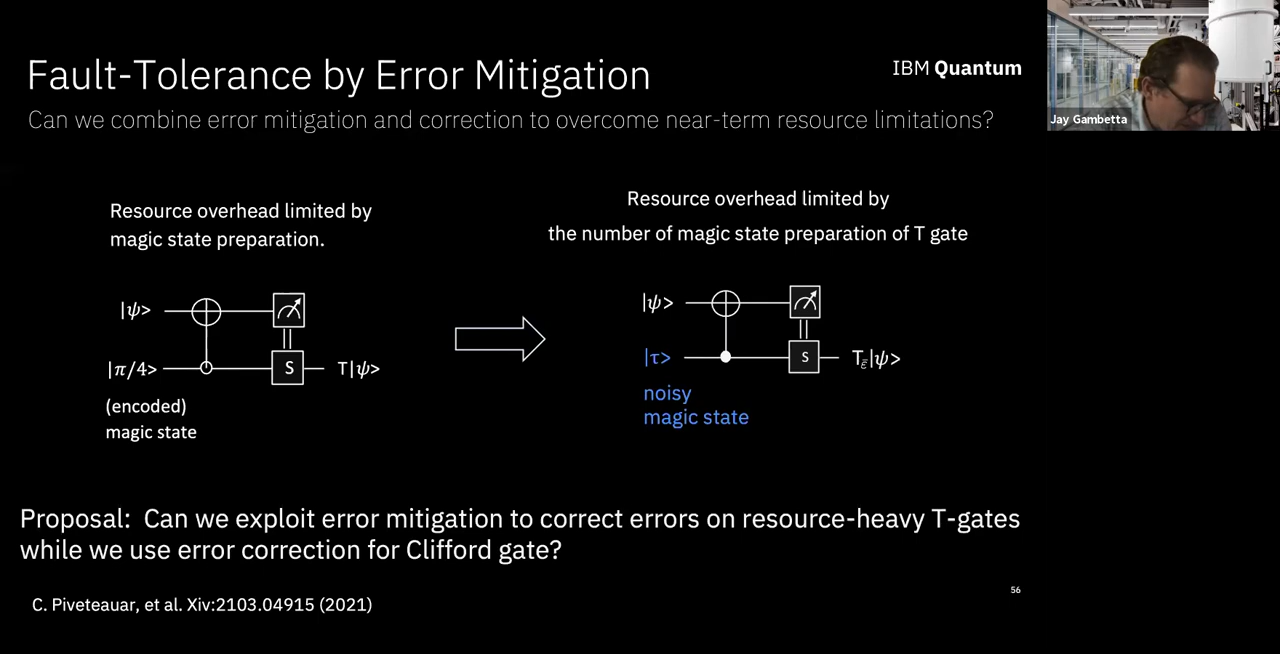 Fault-Tolerance by Error Mitigation
IBM Quantum
Can we combine error mitigation and correction to overcome near-term resource limitations?
Jay Gambetta
Resource overhead limited by
magic state preparation.
|ψ>
|π/4>
S
T|ψ>
(encoded)
magic state
Resource overhead limited by
the number of magic state preparation of T gate
|ψ>
|τ>
S
T_ε̄|ψ>
noisy
magic state
Proposal: Can we exploit error mitigation to correct errors on resource-heavy T-gates
while we use error correction for Clifford gate?
56
C. Piveteauar, et al. Xiv:2103.04915 (2021)